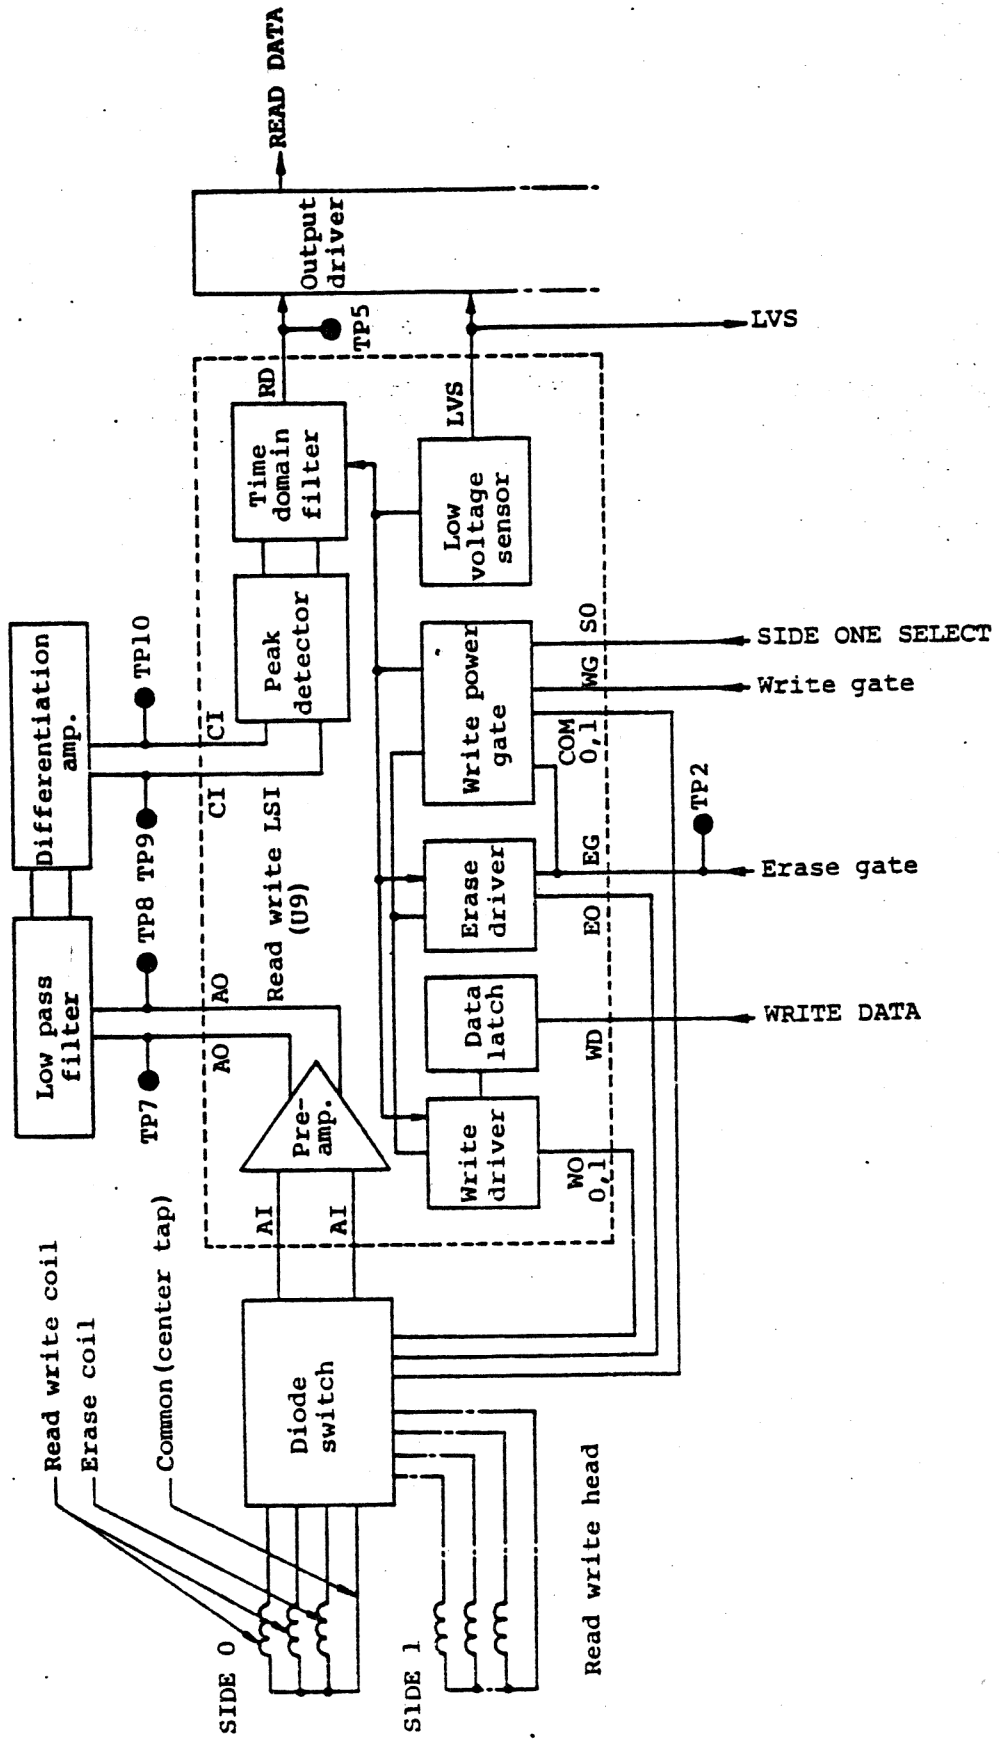 Read write coil
Erase coil
Common(center tap)
SIDE 0
SIDE 1
Read write head
Diode
switch
AI
AI
Pre-
amp.
TP7
TP8
TP9
TP10
Low pass
filter
Differentiation
amp.
AO
AO
CI
CI
Read write LSI
(U9)
Peak
detector
Time
domain
filter
RD
TP5
Output
driver
READ DATA
Write
driver
Data
latch
Erase
driver
Write power
gate
Low
voltage
sensor
LVS
LVS
WO
0,1
WD
EO
EG
COM
0,1
WG
SO
TP2
WRITE DATA
Erase gate
Write gate
SIDE ONE SELECT